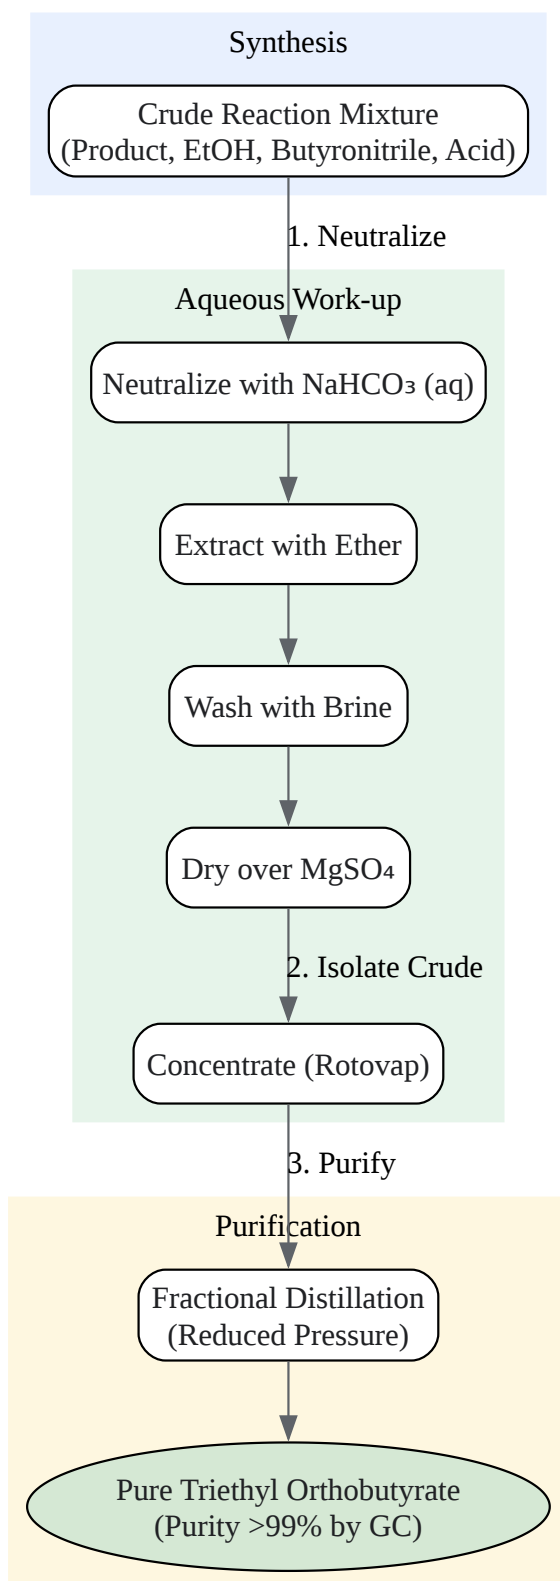 Synthesis
Crude Reaction Mixture
(Product, EtOH, Butyronitrile, Acid)
1. Neutralize
Aqueous Work-up
Neutralize with NaHCO₃ (aq)
Extract with Ether
Wash with Brine
Dry over MgSO₄
2. Isolate Crude
Concentrate (Rotovap)
3. Purify
Purification
Fractional Distillation
(Reduced Pressure)
Pure Triethyl Orthobutyrate
(Purity >99% by GC)